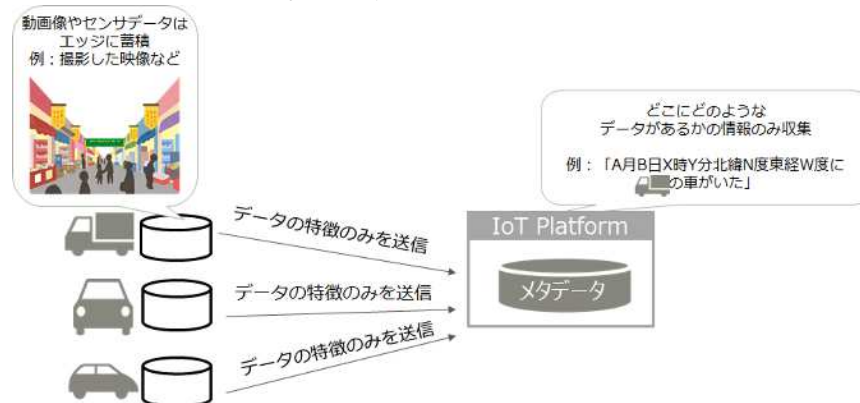 動画像やセンサデータは
エッジに蓄積
例：撮影した映像など
どこにどのような
データがあるかの情報のみ収集
例：「A月B日X時Y分北緯N度東経W度に
の車がいた」
データの特徴のみを送信
データの特徴のみを送信
データの特徴のみを送信
IoT Platform
メタデータ